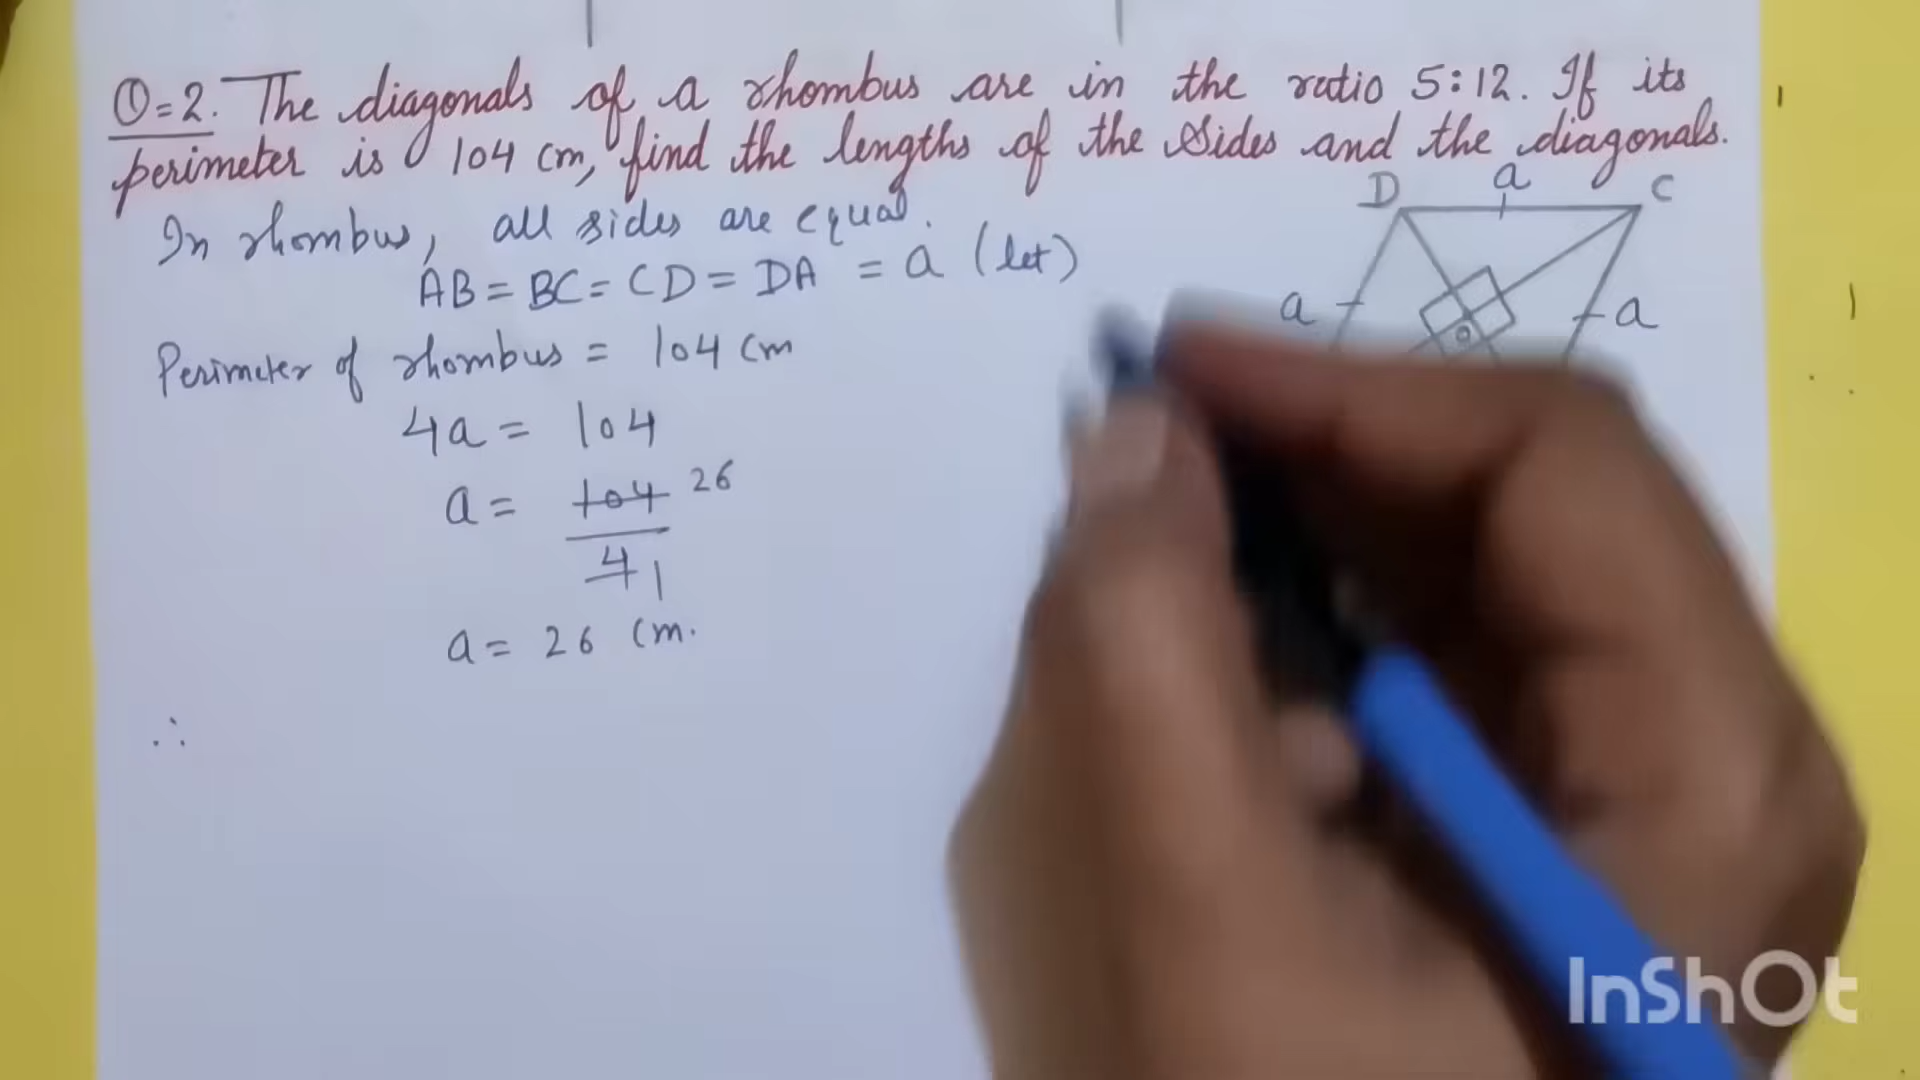 Q=2. The diagonals of a rhombus are in the ratio 5:12. If its
perimeter is 104 cm, find the lengths of the sides and the diagonals.
In rhombus, all sides are equal.
AB = BC = CD = DA = a (let)
Perimeter of rhombus = 104 cm
4a = 104
a = 104 26
4 1
a = 26 cm.
∴
D a C
a a
O
InShOt